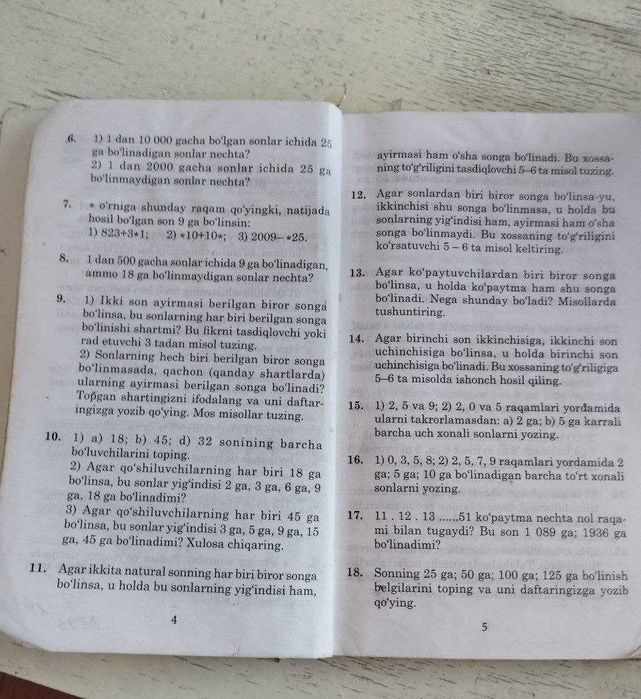 6. 1) 1 dan 10 000 gacha bo'lgan sonlar ichida 25
ga bo'linadigan sonlar nechta?
2) 1 dan 2000 gacha sonlar ichida 25 ga
bo'linmaydigan sonlar nechta?
7. * o'rniga shunday raqam qo'yingki, natijada
hosil bo'lgan son 9 ga bo'linsin:
1) 823+3*1; 2) *10+10*; 3) 2009– *25.
8. 1 dan 500 gacha sonlar ichida 9 ga bo'linadigan,
ammo 18 ga bo'linmaydigan sonlar nechta?
9. 1) Ikki son ayirmasi berilgan biror songa
bo'linsa, bu sonlarning har biri berilgan songa
bo'linishi shartmi? Bu fikrni tasdiqlovchi yoki
rad etuvchi 3 tadan misol tuzing.
2) Sonlarning hech biri berilgan biror songa
bo'linmasada, qachon (qanday shartlarda)
ularning ayirmasi berilgan songa bo'linadi?
Topgan shartingizni ifodalang va uni daftar-
ingizga yozib qo'ying. Mos misollar tuzing.
10. 1) a) 18; b) 45; d) 32 sonining barcha
bo'luvchilarini toping.
2) Agar qo'shiluvchilarning har biri 18 ga
bo'linsa, bu sonlar yig'indisi 2 ga, 3 ga, 6 ga, 9
ga, 18 ga bo'linadimi?
3) Agar qo'shiluvchilarning har biri 45 ga
bo'linsa, bu sonlar yig'indisi 3 ga, 5 ga, 9 ga, 15
ga, 45 ga bo'linadimi? Xulosa chiqaring.
11. Agar ikkita natural sonning har biri biror songa
bo'linsa, u holda bu sonlarning yig'indisi ham,
4
ayirmasi ham o'sha songa bo'linadi. Bu xossa-
ning to'g'riligini tasdiqlovchi 5–6 ta misol tuzing.
12. Agar sonlardan biri biror songa bo'linsa-yu,
ikkinchisi shu songa bo'linmasa, u holda bu
sonlarning yig'indisi ham, ayirmasi ham o'sha
songa bo'linmaydi. Bu xossaning to'g'riligini
ko'rsatuvchi 5 – 6 ta misol keltiring.
13. Agar ko'paytuvchilardan biri biror songa
bo'linsa, u holda ko'paytma ham shu songa
bo'linadi. Nega shunday bo'ladi? Misollarda
tushuntiring.
14. Agar birinchi son ikkinchisiga, ikkinchi son
uchinchisiga bo'linsa, u holda birinchi son
uchinchisiga bo'linadi. Bu xossaning to'g'riligiga
5–6 ta misolda ishonch hosil qiling.
15. 1) 2, 5 va 9; 2) 2, 0 va 5 raqamlari yordamida
ularni takrorlamasdan: a) 2 ga; b) 5 ga karrali
barcha uch xonali sonlarni yozing.
16. 1) 0, 3, 5, 8; 2) 2, 5, 7, 9 raqamlari yordamida 2
ga; 5 ga; 10 ga bo'linadigan barcha to'rt xonali
sonlarni yozing.
17. 11 . 12 . 13 ......51 ko'paytma nechta nol raqa-
mi bilan tugaydi? Bu son 1 089 ga; 1936 ga
bo'linadimi?
18. Sonning 25 ga; 50 ga; 100 ga; 125 ga bo'linish
belgilarini toping va uni daftaringizga yozib
qo'ying.
5